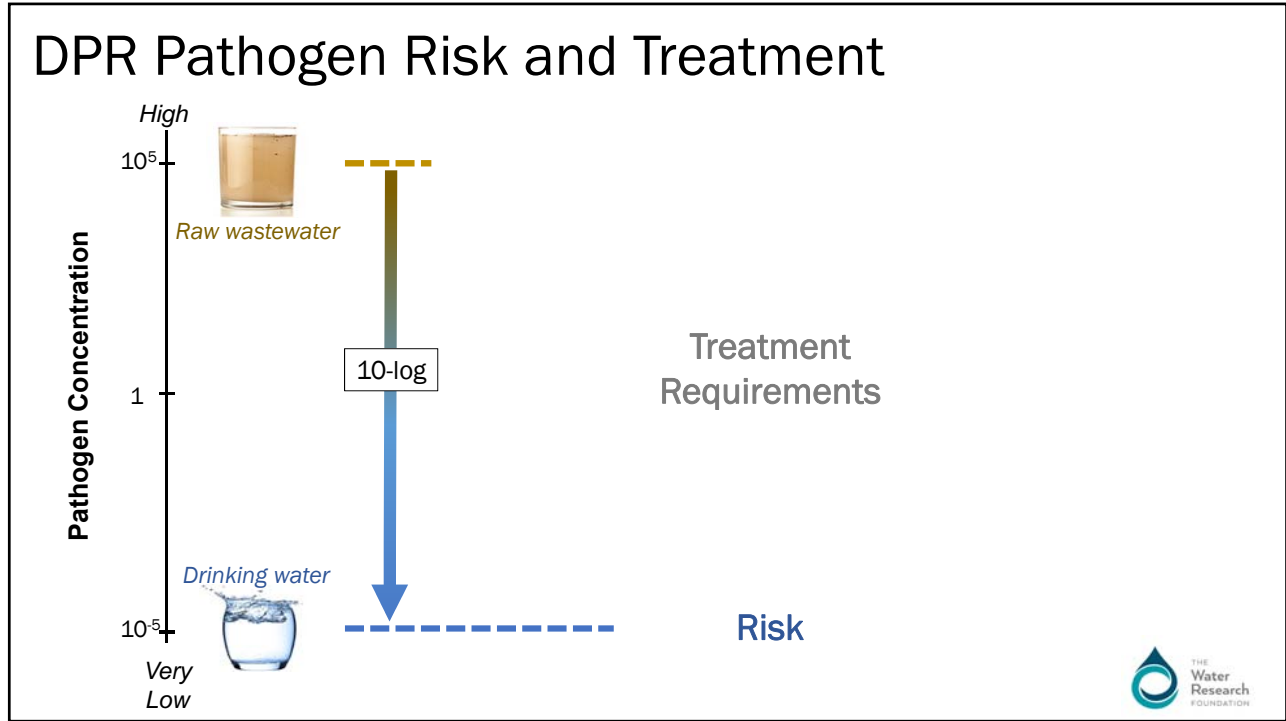 DPR Pathogen Risk and Treatment
High
10⁵
Raw wastewater
Pathogen Concentration
10-log
Treatment
Requirements
1
Drinking water
10⁻⁵
Risk
Very
Low
THE
Water
Research
FOUNDATION